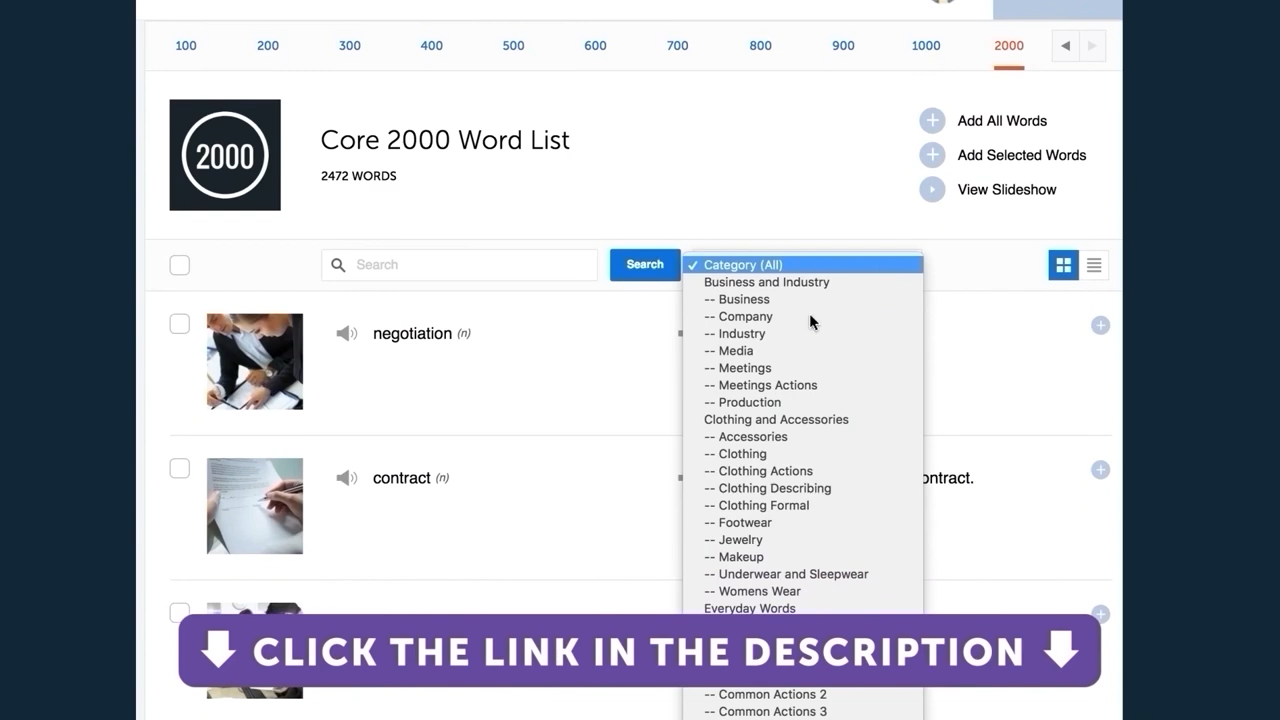 100 200 300 400 500 600 700 800 900 1000 2000
2000
Core 2000 Word List
2472 WORDS
Add All Words
Add Selected Words
View Slideshow
Search
Search
Category (All)
Business and Industry
-- Business
-- Company
-- Industry
-- Media
-- Meetings
-- Meetings Actions
-- Production
Clothing and Accessories
-- Accessories
-- Clothing
-- Clothing Actions
-- Clothing Describing
-- Clothing Formal
-- Footwear
-- Jewelry
-- Makeup
-- Underwear and Sleepwear
-- Womens Wear
Everyday Words
negotiation (n)
contract (n)
ontract.
CLICK THE LINK IN THE DESCRIPTION
-- Common Actions 2
-- Common Actions 3